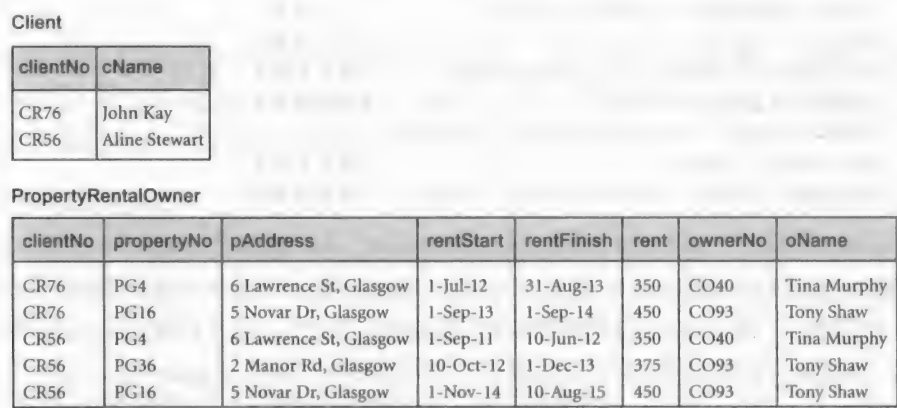 Client
clientNo cName
CR76 John Kay
CR56 Aline Stewart
PropertyRentalOwner
clientNo propertyNo pAddress rentStart rentFinish rent ownerNo oName
CR76 PG4 6 Lawrence St, Glasgow 1-Jul-12 31-Aug-13 350 CO40 Tina Murphy
CR76 PG16 5 Novar Dr, Glasgow 1-Sep-13 1-Sep-14 450 CO93 Tony Shaw
CR56 PG4 6 Lawrence St, Glasgow 1-Sep-11 10-Jun-12 350 CO40 Tina Murphy
CR56 PG36 2 Manor Rd, Glasgow 10-Oct-12 1-Dec-13 375 CO93 Tony Shaw
CR56 PG16 5 Novar Dr, Glasgow 1-Nov-14 10-Aug-15 450 CO93 Tony Shaw